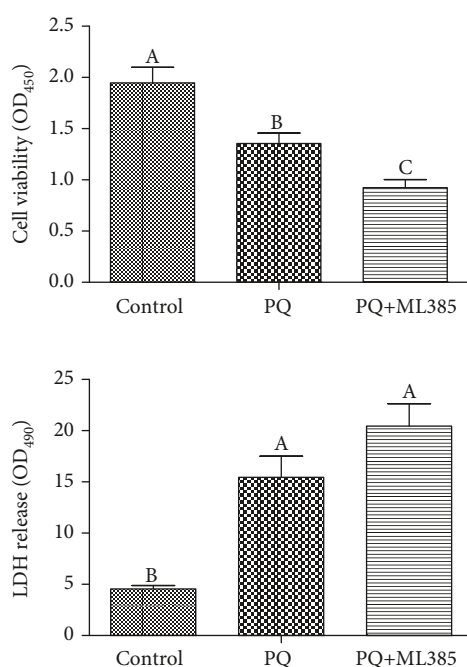 Cell viability (OD450)
2.5
2.0
1.5
1.0
0.5
0.0
A
B
C
Control PQ PQ+ML385
LDH release (OD490)
25
20
15
10
5
0
B
A
A
Control PQ PQ+ML385